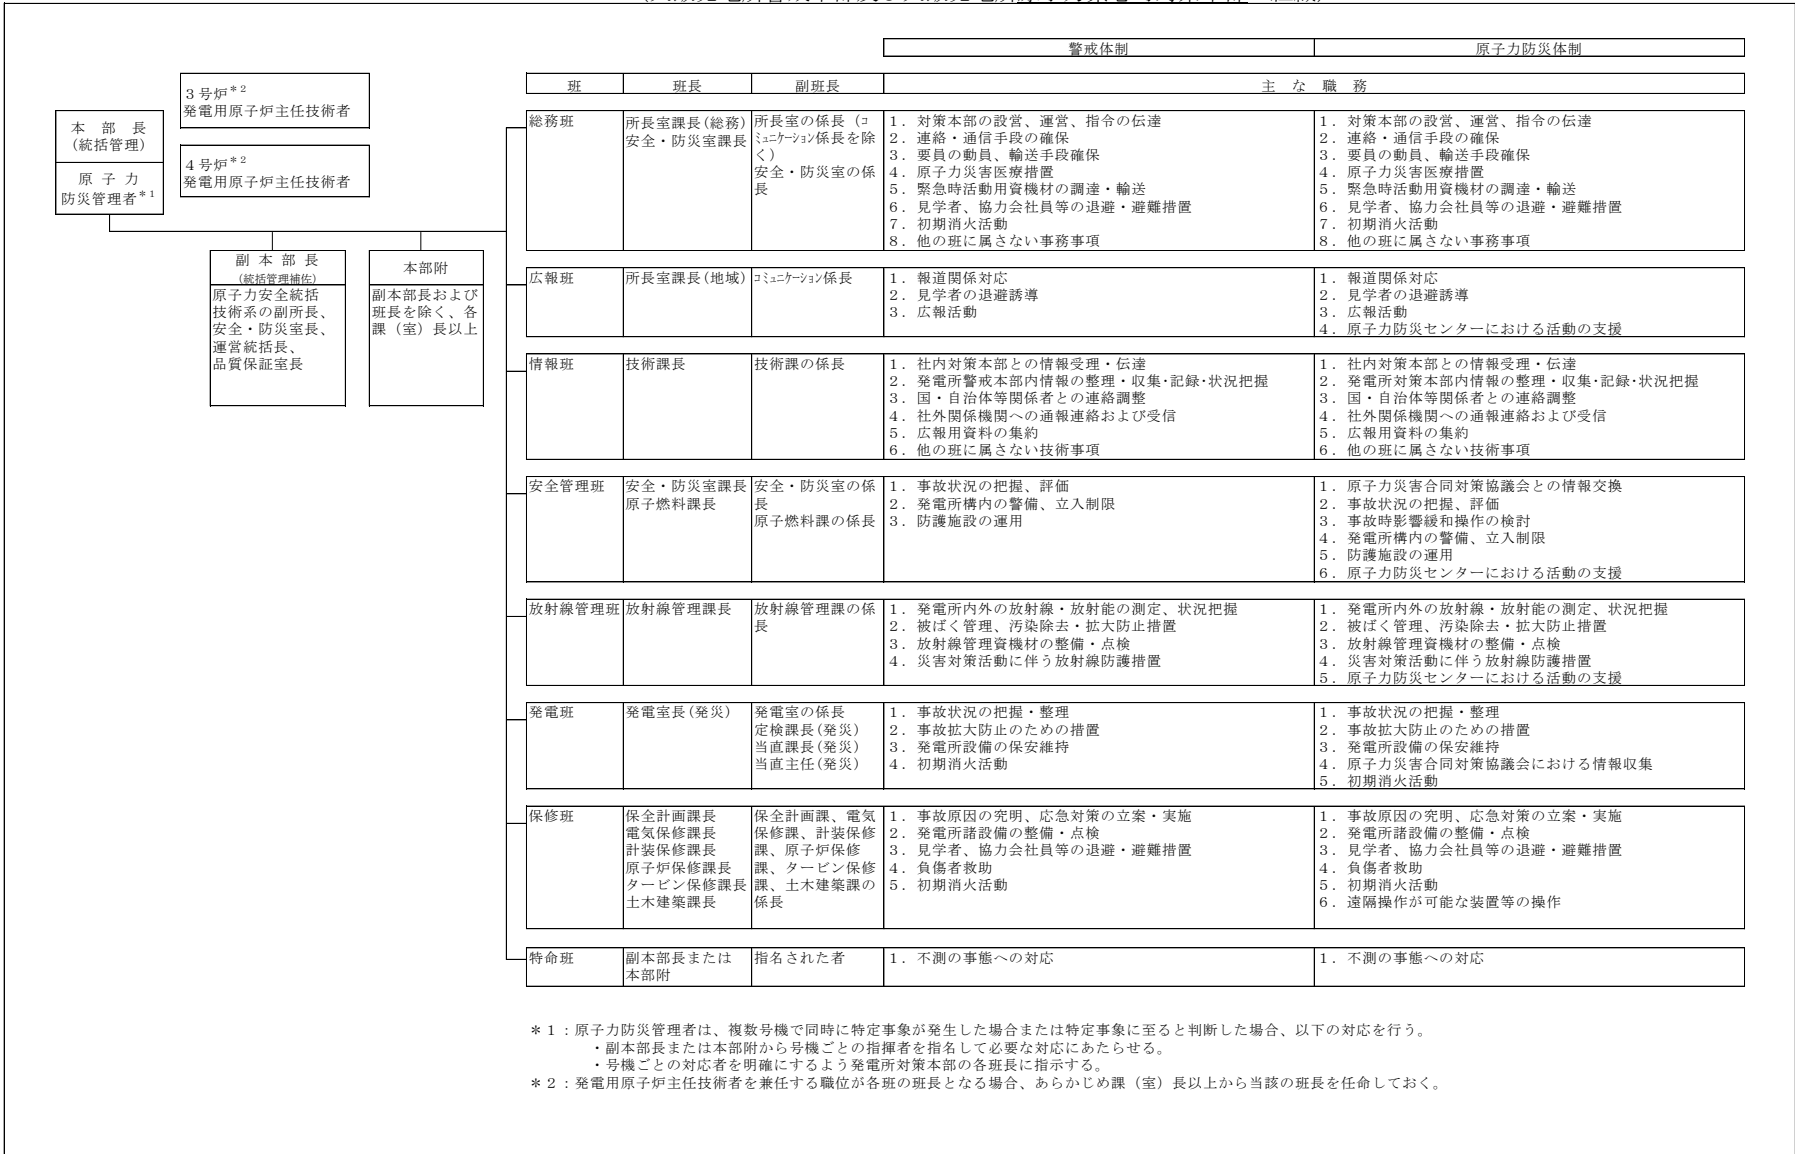 警戒体制
原子力防災体制
班
班長
副班長
主 な 職 務
3号炉*2
発電用原子炉主任技術者
4号炉*2
発電用原子炉主任技術者
本 部 長
(統括管理)
原 子 力
防災管理者*1
副 本 部 長
(統括管理補佐)
原子力安全統括
技術系の副所長、
安全・防災室長、
運営統括長、
品質保証室長
本部附
副本部長および
班長を除く、各
課(室)長以上
総務班
所長室課長(総務)
安全・防災室課長
所長室の係長(コ
ミュニケーション係長を除
く)
安全・防災室の係
長
1.対策本部の設営、運営、指令の伝達
2.連絡・通信手段の確保
3.要員の動員、輸送手段確保
4.原子力災害医療措置
5.緊急時活動用資機材の調達・輸送
6.見学者、協力会社員等の退避・避難措置
7.初期消火活動
8.他の班に属さない事務事項
1.対策本部の設営、運営、指令の伝達
2.連絡・通信手段の確保
3.要員の動員、輸送手段確保
4.原子力災害医療措置
5.緊急時活動用資機材の調達・輸送
6.見学者、協力会社員等の退避・避難措置
7.初期消火活動
8.他の班に属さない事務事項
広報班
所長室課長(地域)
コミュニケーション係長
1.報道関係対応
2.見学者の退避誘導
3.広報活動
1.報道関係対応
2.見学者の退避誘導
3.広報活動
4.原子力防災センターにおける活動の支援
情報班
技術課長
技術課の係長
1.社内対策本部との情報受理・伝達
2.発電所警戒本部内情報の整理・収集・記録・状況把握
3.国・自治体等関係者との連絡調整
4.社外関係機関への通報連絡および受信
5.広報用資料の集約
6.他の班に属さない技術事項
1.社内対策本部との情報受理・伝達
2.発電所対策本部内情報の整理・収集・記録・状況把握
3.国・自治体等関係者との連絡調整
4.社外関係機関への通報連絡および受信
5.広報用資料の集約
6.他の班に属さない技術事項
安全管理班
安全・防災室課長
原子燃料課長
安全・防災室の係
長
原子燃料課の係長
1.事故状況の把握、評価
2.発電所構内の警備、立入制限
3.防護施設の運用
1.原子力災害合同対策協議会との情報交換
2.事故状況の把握、評価
3.事故時影響緩和操作の検討
4.発電所構内の警備、立入制限
5.防護施設の運用
6.原子力防災センターにおける活動の支援
放射線管理班
放射線管理課長
放射線管理課の係
長
1.発電所内外の放射線・放射能の測定、状況把握
2.被ばく管理、汚染除去・拡大防止措置
3.放射線管理資機材の整備・点検
4.災害対策活動に伴う放射線防護措置
1.発電所内外の放射線・放射能の測定、状況把握
2.被ばく管理、汚染除去・拡大防止措置
3.放射線管理資機材の整備・点検
4.災害対策活動に伴う放射線防護措置
5.原子力防災センターにおける活動の支援
発電班
発電室長(発災)
発電室の係長
定検課長(発災)
当直課長(発災)
当直主任(発災)
1.事故状況の把握・整理
2.事故拡大防止のための措置
3.発電所設備の保安維持
4.初期消火活動
1.事故状況の把握・整理
2.事故拡大防止のための措置
3.発電所設備の保安維持
4.原子力災害合同対策協議会における情報収集
5.初期消火活動
保修班
保全計画課長
電気保修課長
計装保修課長
原子炉保修課長
タービン保修課長
土木建築課長
保全計画課、電気
保修課、計装保修
課、原子炉保修
課、タービン保修
課、土木建築課の
係長
1.事故原因の究明、応急対策の立案・実施
2.発電所諸設備の整備・点検
3.見学者、協力会社員等の退避・避難措置
4.負傷者救助
5.初期消火活動
1.事故原因の究明、応急対策の立案・実施
2.発電所諸設備の整備・点検
3.見学者、協力会社員等の退避・避難措置
4.負傷者救助
5.初期消火活動
6.遠隔操作が可能な装置等の操作
特命班
副本部長または
本部附
指名された者
1.不測の事態への対応
1.不測の事態への対応
*1:原子力防災管理者は、複数号機で同時に特定事象が発生した場合または特定事象に至ると判断した場合、以下の対応を行う。
・副本部長または本部附から号機ごとの指揮者を指名して必要な対応にあたらせる。
・号機ごとの対応者を明確にするよう発電所対策本部の各班長に指示する。
*2:発電用原子炉主任技術者を兼任する職位が各班の班長となる場合、あらかじめ課(室)長以上から当該の班長を任命しておく。